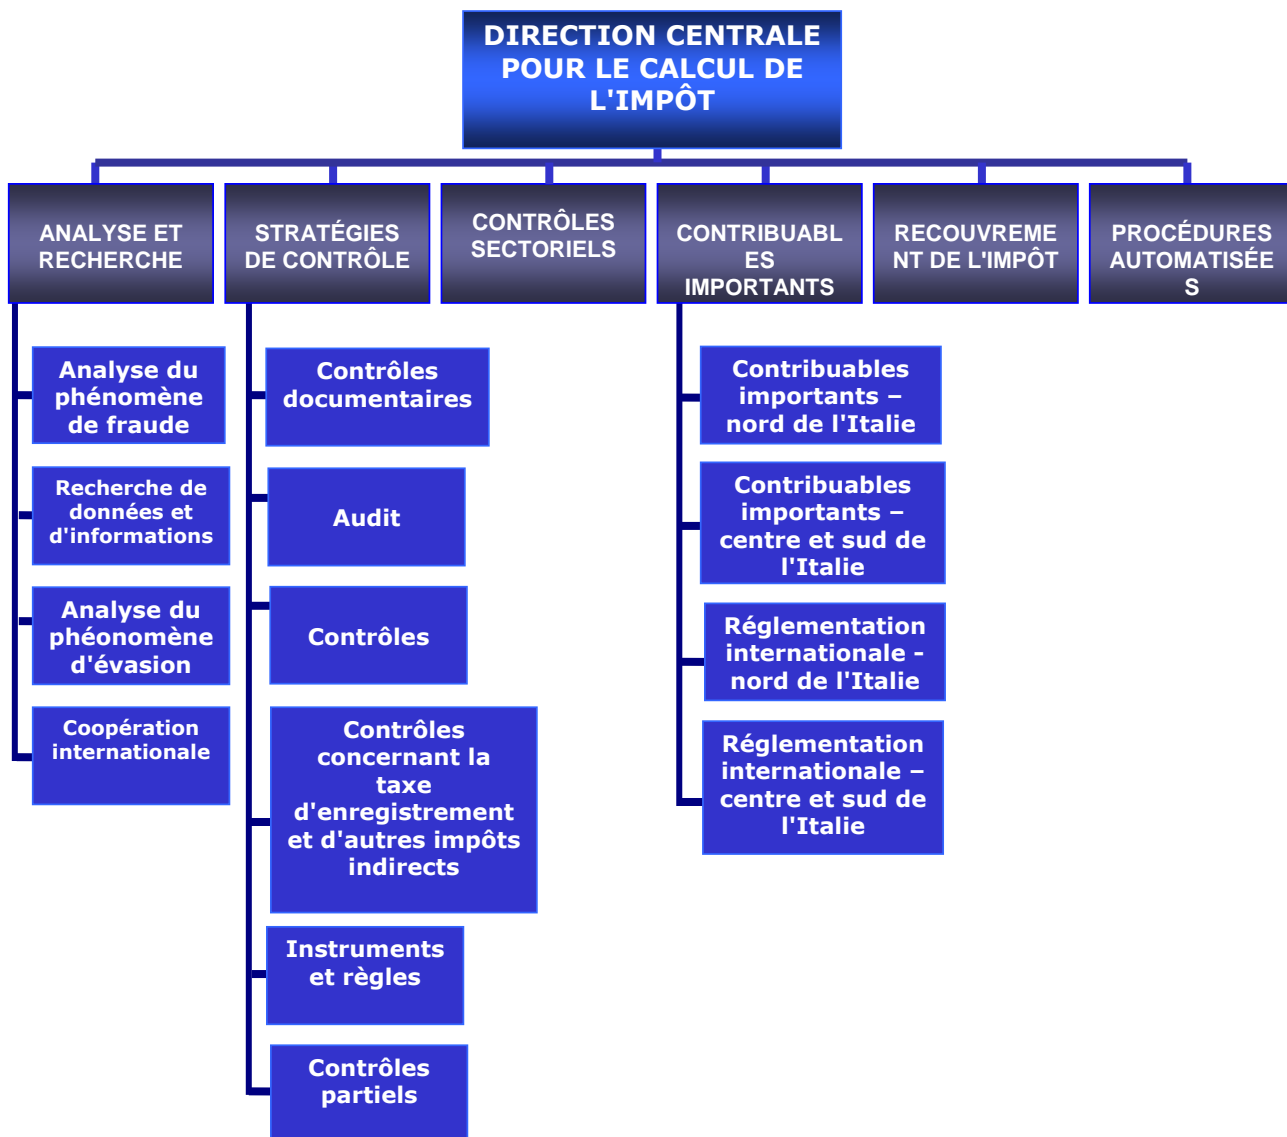 DIRECTION CENTRALE
POUR LE CALCUL DE
L'IMPÔT
ANALYSE ET
RECHERCHE
STRATÉGIES
DE CONTRÔLE
CONTRÔLES
SECTORIELS
CONTRIBUABL
ES
IMPORTANTS
RECOUVREME
NT DE L'IMPÔT
PROCÉDURES
AUTOMATISÉE
S
Analyse du
phénomène
de fraude
Recherche de
données et
d'informations
Analyse du
phéonomène
d'évasion
Coopération
internationale
Contrôles
documentaires
Audit
Contrôles
Contrôles
concernant la
taxe
d'enregistrement
et d'autres impôts
indirects
Instruments
et règles
Contrôles
partiels
Contribuables
importants –
nord de l'Italie
Contribuables
importants –
centre et sud de
l'Italie
Réglementation
internationale -
nord de l'Italie
Réglementation
internationale –
centre et sud de
l'Italie